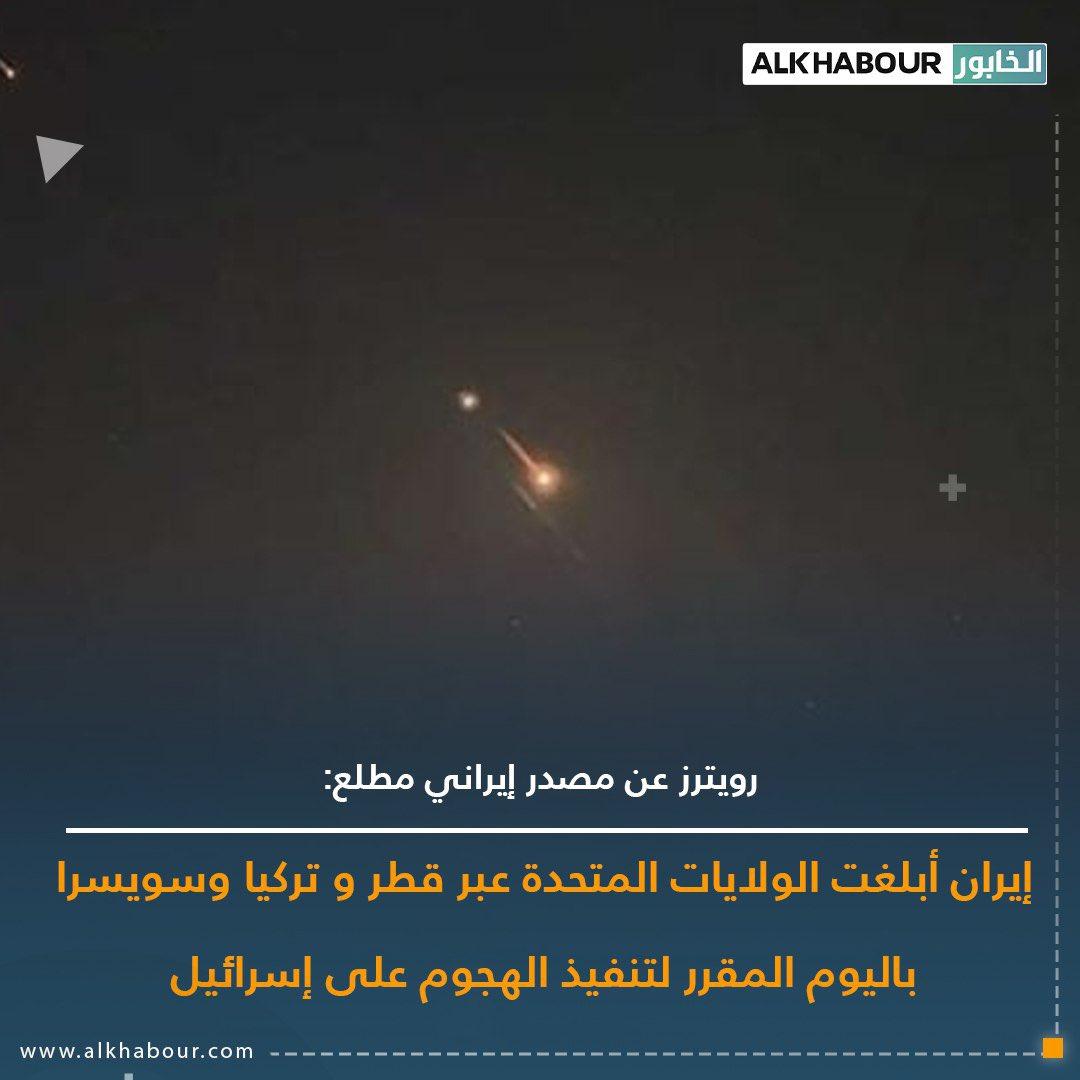 ALKHABOUR الخابور
رويترز عن مصدر إيراني مطلع:
إيران أبلغت الولايات المتحدة عبر قطر و تركيا وسويسرا
باليوم المقرر لتنفيذ الهجوم على إسرائيل
www.alkhabour.com